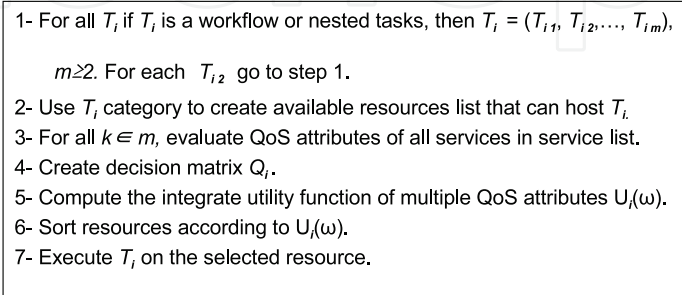 1- For all Ti if Ti is a workflow or nested tasks, then Ti = (Ti1, Ti2,..., Tim),
m≥2. For each Ti2 go to step 1.
2- Use Ti category to create available resources list that can host Ti.
3- For all k ∈ m, evaluate QoS attributes of all services in service list.
4- Create decision matrix Qi.
5- Compute the integrate utility function of multiple QoS attributes Ui(ω).
6- Sort resources according to Ui(ω).
7- Execute Ti on the selected resource.